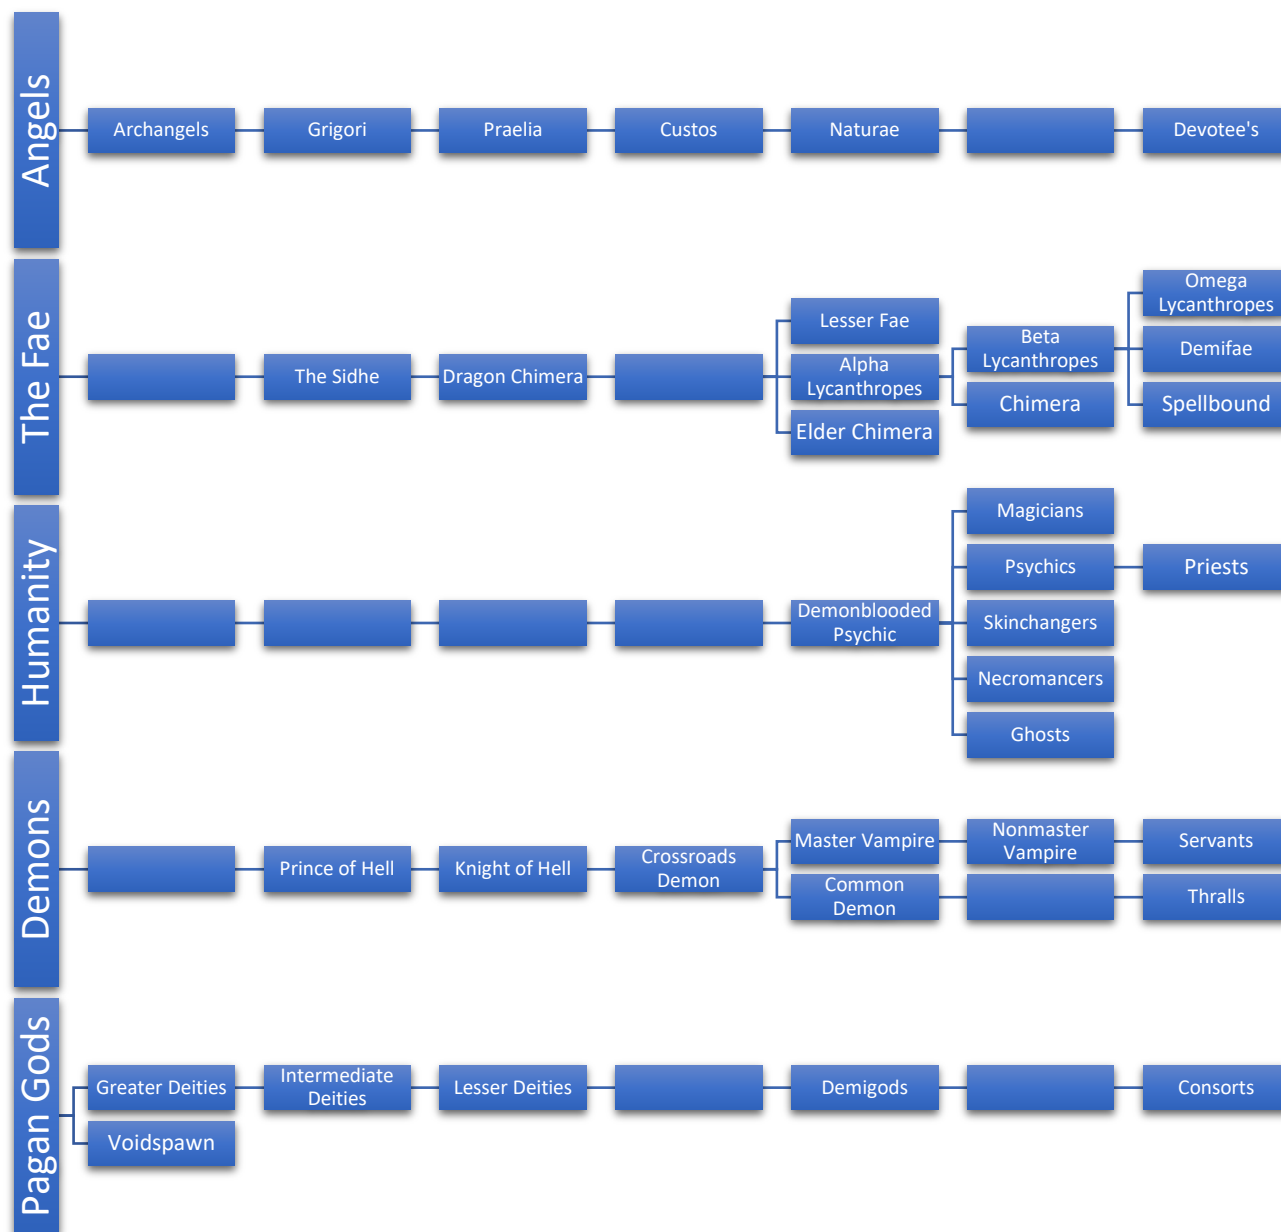 Angels
Archangels
Grigori
Praelia
Custos
Naturae
Devotee's
The Fae
The Sidhe
Dragon Chimera
Lesser Fae
Alpha
Lycanthropes
Elder Chimera
Beta
Lycanthropes
Chimera
Omega
Lycanthropes
Demifae
Spellbound
Humanity
Demonblooded
Psychic
Magicians
Psychics
Skinchangers
Necromancers
Ghosts
Priests
Demons
Prince of Hell
Knight of Hell
Crossroads
Demon
Master Vampire
Nonmaster
Vampire
Servants
Common
Demon
Thralls
Pagan Gods
Greater Deities
Intermediate
Deities
Lesser Deities
Demigods
Consorts
Voidspawn